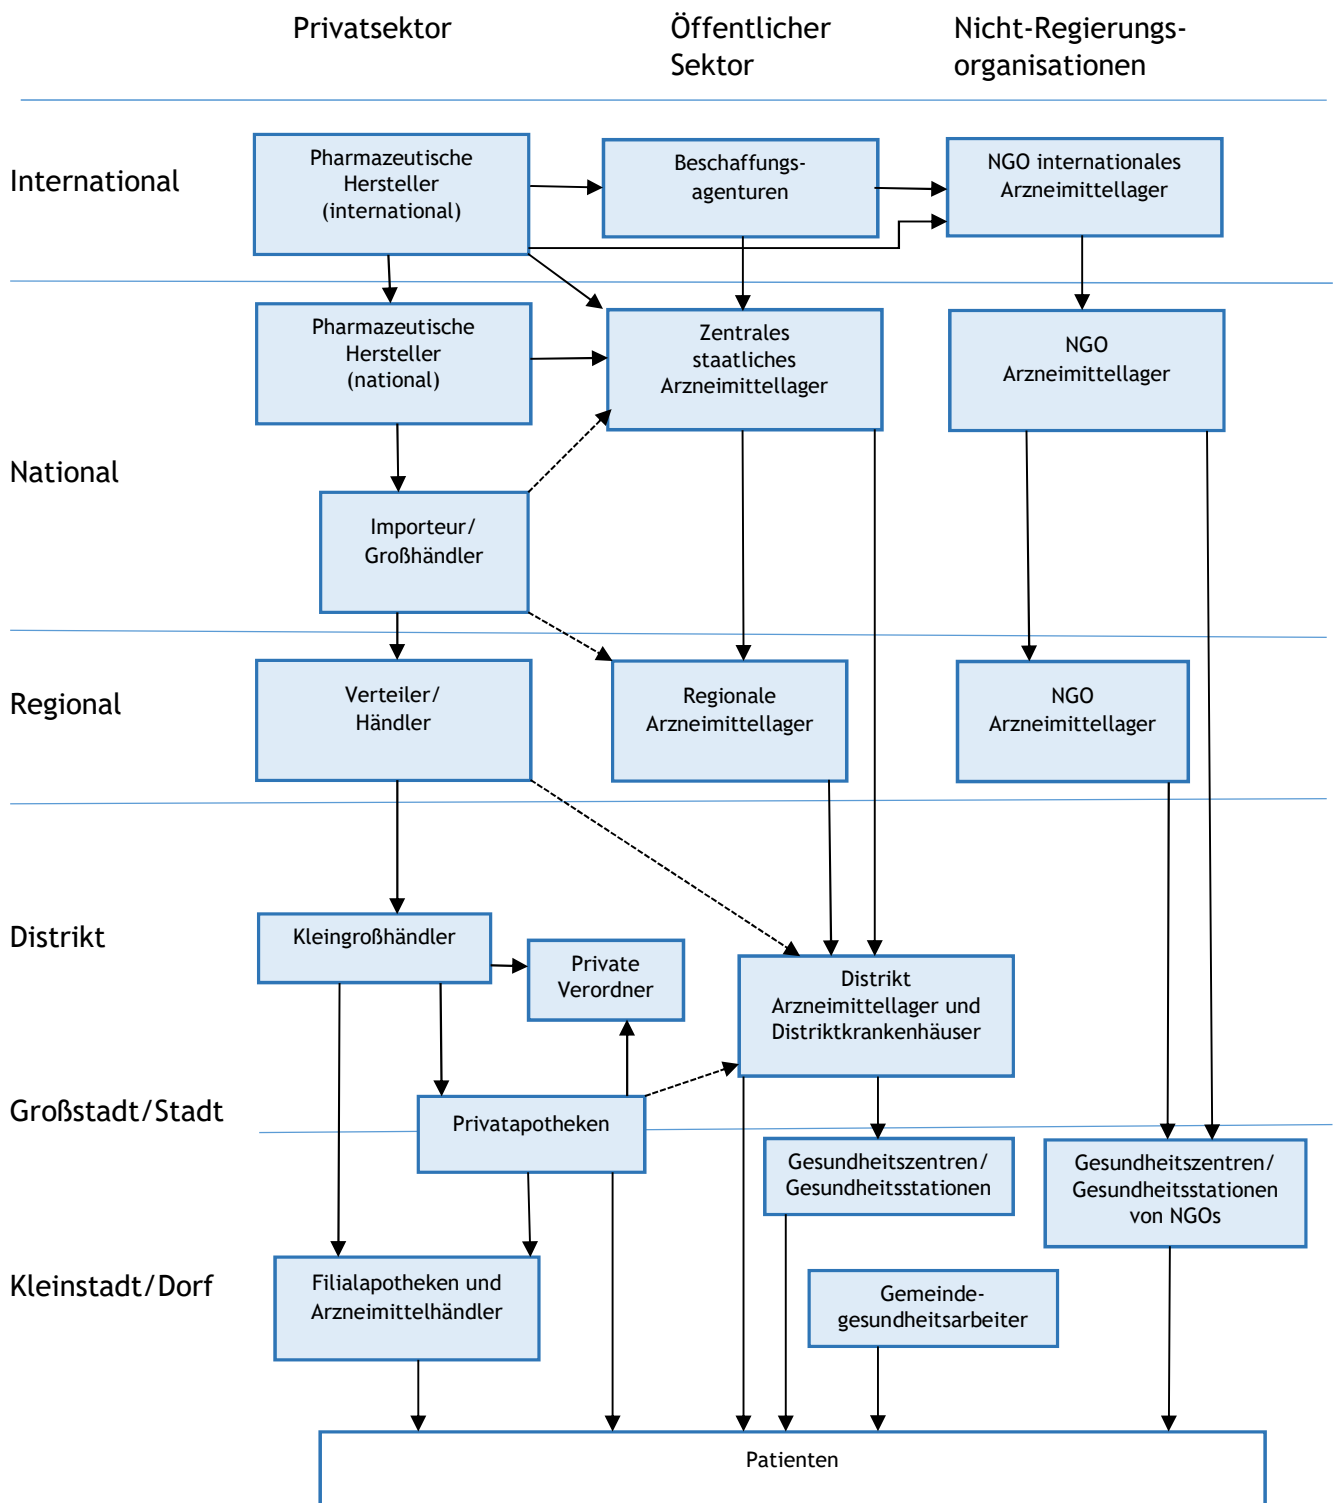 Privatsektor
Öffentlicher
Sektor
Nicht-Regierungs-
organisationen
International
Pharmazeutische
Hersteller
(international)
Beschaffungs-
agenturen
NGO internationales
Arzneimittellager
Pharmazeutische
Hersteller
(national)
Zentrales
staatliches
Arzneimittellager
NGO
Arzneimittellager
National
Importeur/
Großhändler
Regional
Verteiler/
Händler
Regionale
Arzneimittellager
NGO
Arzneimittellager
Distrikt
Kleingroßhändler
Private
Verordner
Distrikt
Arzneimittellager und
Distriktkrankenhäuser
Großstadt/Stadt
Privatapotheken
Gesundheitszentren/
Gesundheitsstationen
Gesundheitszentren/
Gesundheitsstationen
von NGOs
Kleinstadt/Dorf
Filialapotheken und
Arzneimittelhändler
Gemeinde-
gesundheitsarbeiter
Patienten